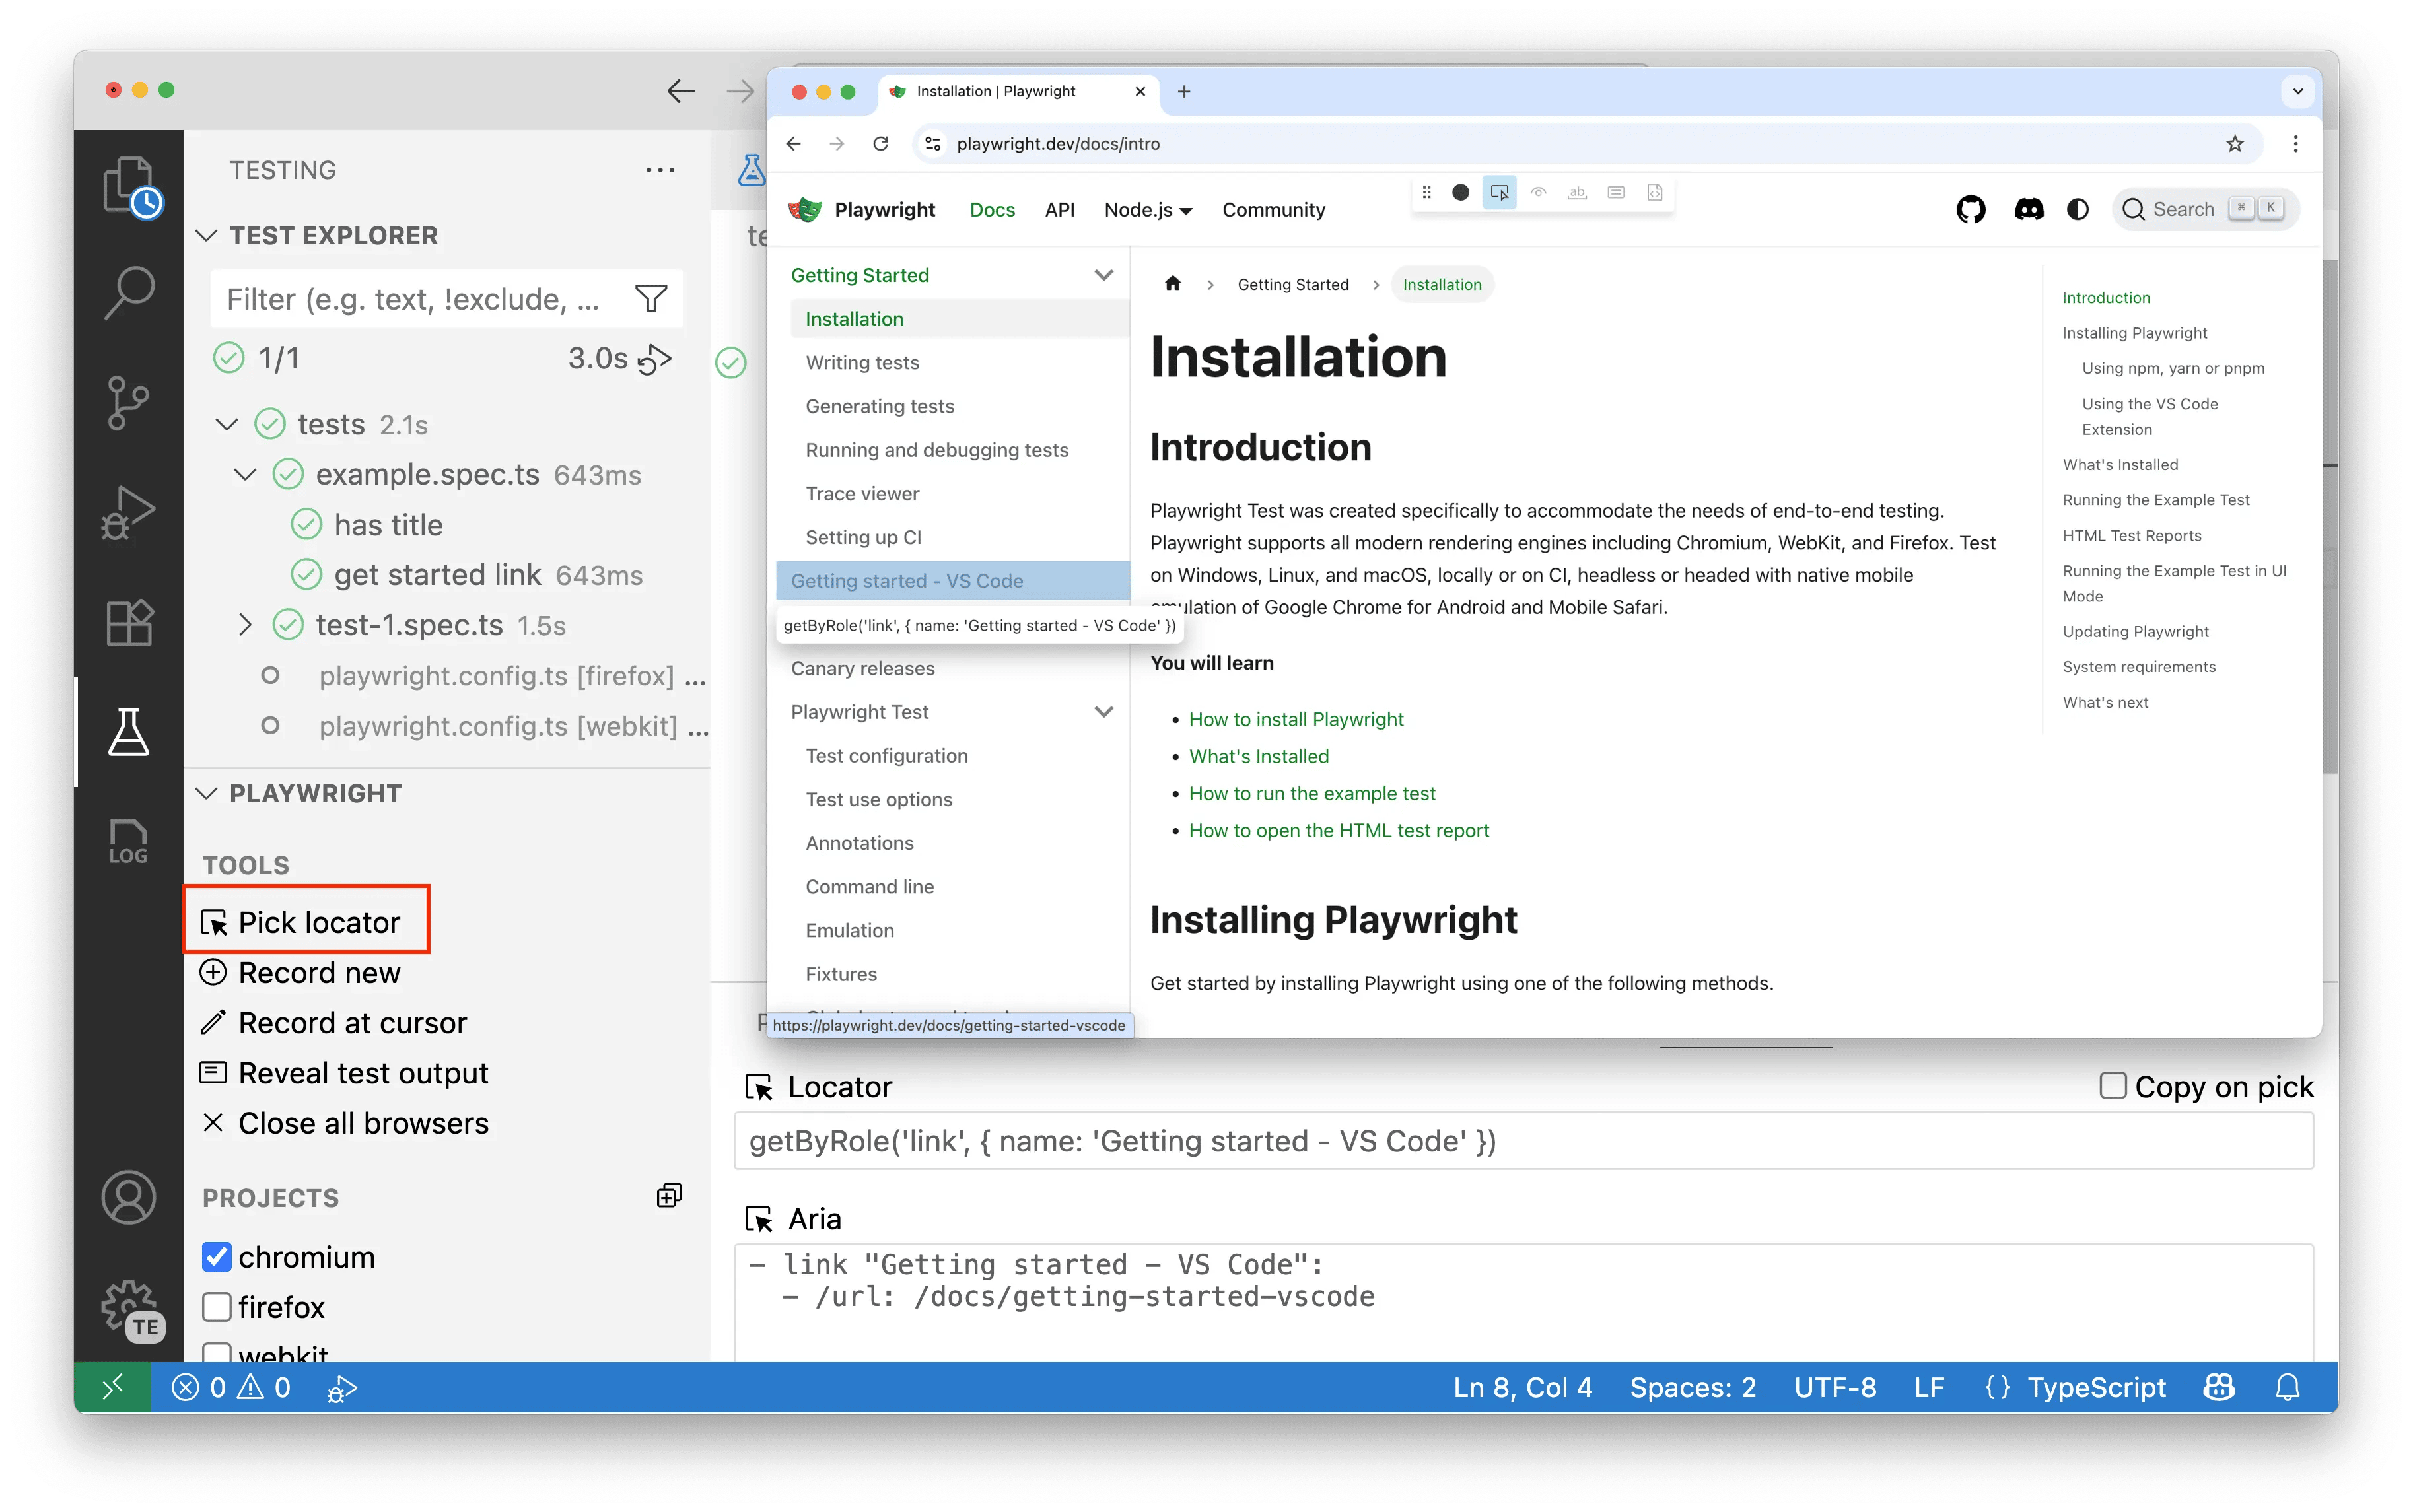 TESTING
TEST EXPLORER
Filter (e.g. text, !exclude, ...
1/1
3.0s
tests 2.1s
example.spec.ts 643ms
has title
get started link 643ms
test-1.spec.ts 1.5s
playwright.config.ts [firefox] ...
playwright.config.ts [webkit] ...
PLAYWRIGHT
TOOLS
Pick locator
Record new
Record at cursor
Reveal test output
Close all browsers
PROJECTS
chromium
firefox
webkit
LOG
TE
Installation | Playwright
playwright.dev/docs/intro
Playwright
Docs
API
Node.js
Community
ab
Search
⌘ K
Getting Started
Installation
Writing tests
Generating tests
Running and debugging tests
Trace viewer
Setting up CI
Getting started - VS Code
getByRole('link', { name: 'Getting started - VS Code' })
Canary releases
Playwright Test
Test configuration
Test use options
Annotations
Command line
Emulation
Fixtures
https://playwright.dev/docs/getting-started-vscode
Getting Started
Installation
Installation
Introduction
Playwright Test was created specifically to accommodate the needs of end-to-end testing.
Playwright supports all modern rendering engines including Chromium, WebKit, and Firefox. Test
on Windows, Linux, and macOS, locally or on CI, headless or headed with native mobile
emulation of Google Chrome for Android and Mobile Safari.
You will learn
How to install Playwright
What's Installed
How to run the example test
How to open the HTML test report
Installing Playwright
Get started by installing Playwright using one of the following methods.
Introduction
Installing Playwright
Using npm, yarn or pnpm
Using the VS Code
Extension
What's Installed
Running the Example Test
HTML Test Reports
Running the Example Test in UI
Mode
Updating Playwright
System requirements
What's next
Locator
Copy on pick
getByRole('link', { name: 'Getting started - VS Code' })
Aria
- link "Getting started - VS Code":
- /url: /docs/getting-started-vscode
0 0
Ln 8, Col 4
Spaces: 2
UTF-8
LF
{} TypeScript